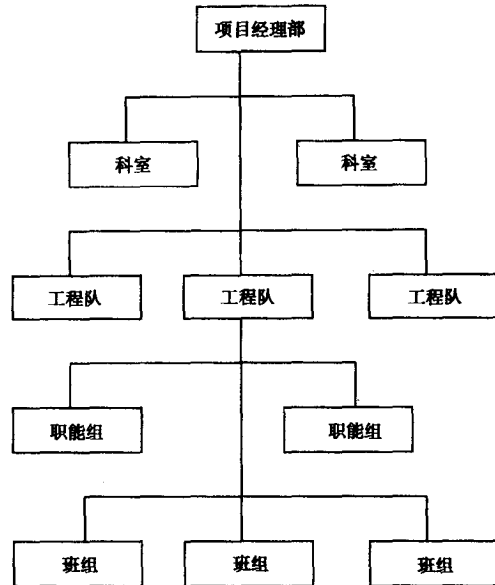 项目经理部
科室
科室
工程队
工程队
工程队
职能组
职能组
班组
班组
班组